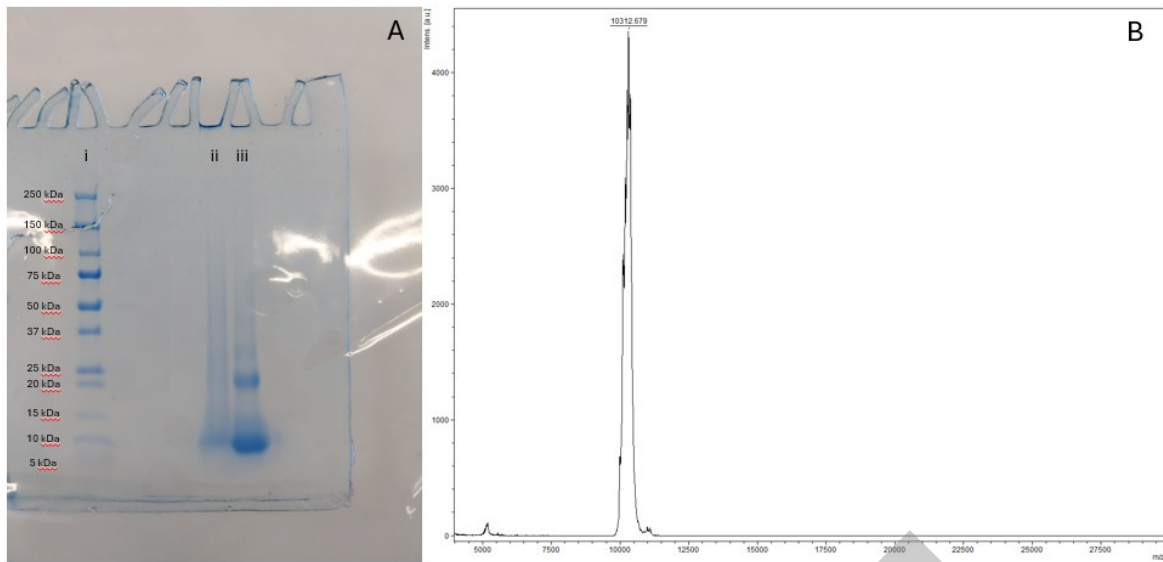 A
i
ii
iii
250 kDa
150 kDa
100 kDa
75 kDa
50 kDa
37 kDa
25 kDa
20 kDa
15 kDa
10 kDa
5 kDa
B
Intens. [a.u.]
10312.679
4000
3000
2000
1000
0
5000
7500
10000
12500
15000
17500
20000
22500
25000
27500